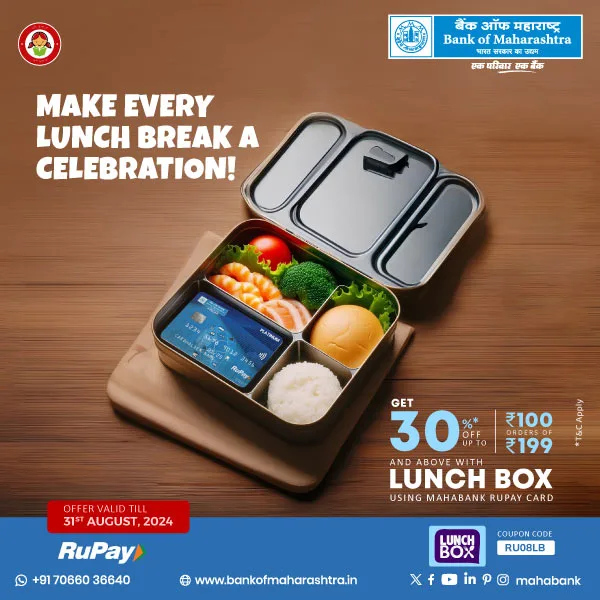 बैंक ऑफ महाराष्ट्र
Bank of Maharashtra
भारत सरकार का उद्यम
एक परिवार एक बैंक
MAKE EVERY
LUNCH BREAK A
CELEBRATION!
PLATINUM
RuPay
GET
30%* OFF UP TO
₹100
ORDERS OF
₹199
AND ABOVE WITH
LUNCH BOX
USING MAHABANK RUPAY CARD
*T&C Apply
OFFER VALID TILL
31ST AUGUST, 2024
RuPay
LUNCH
BOX
COUPON CODE
RU08LB
+91 70660 36640
www.bankofmaharashtra.in
mahabank